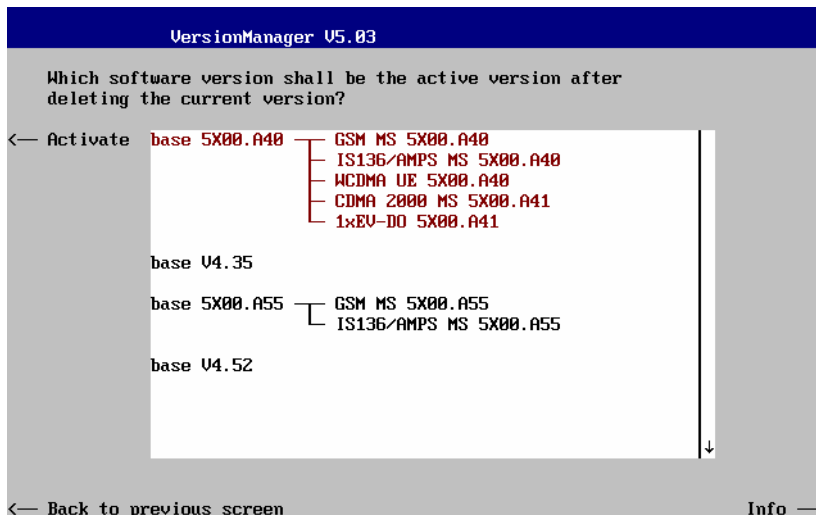 VersionManager V5.03
Which software version shall be the active version after
deleting the current version?
<— Activate base 5X00.A40 GSM MS 5X00.A40
IS136/AMPS MS 5X00.A40
WCDMA UE 5X00.A40
CDMA 2000 MS 5X00.A41
1xEV-DO 5X00.A41
base V4.35
base 5X00.A55 GSM MS 5X00.A55
IS136/AMPS MS 5X00.A55
base V4.52
<— Back to previous screen Info —